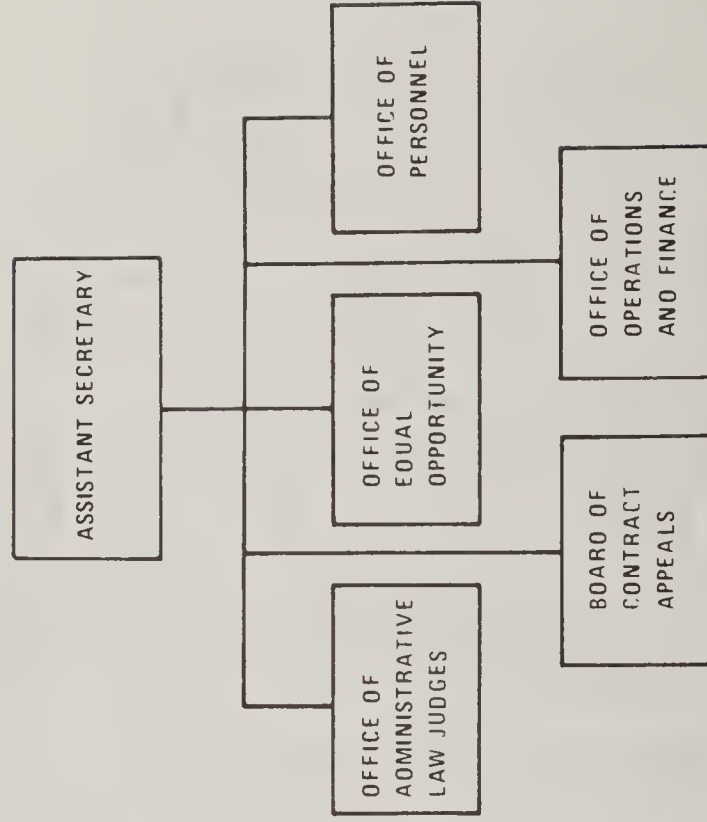 ASSISTANT SECRETARY
OFFICE OF
ADMINISTRATIVE
LAW JUDGES
OFFICE OF
EQUAL
OPPORTUNITY
OFFICE OF
PERSONNEL
BOARD OF
CONTRACT
APPEALS
OFFICE OF
OPERATIONS
AND FINANCE